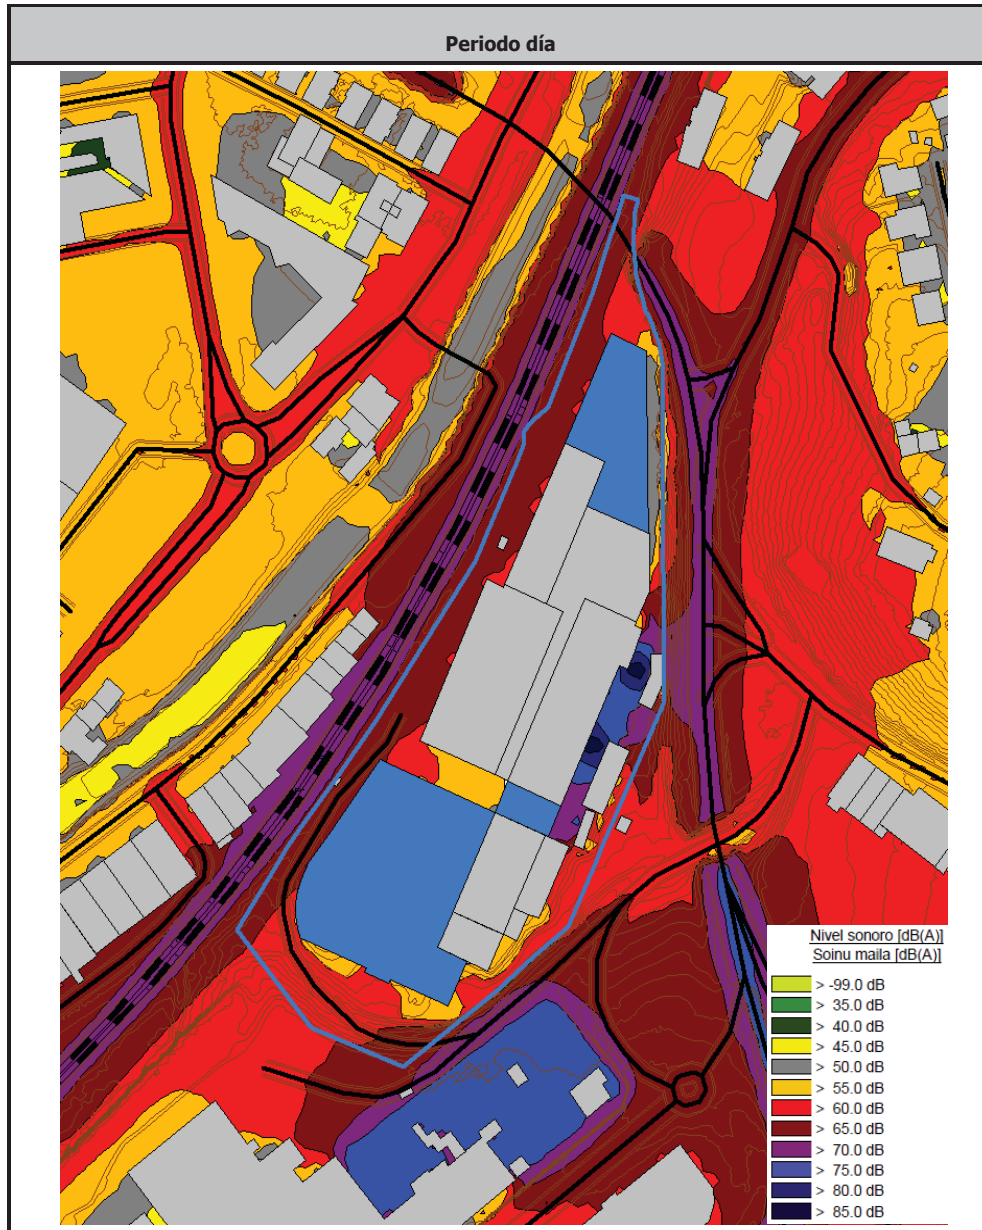 Periodo día
Nivel sonoro [dB(A)]
Soinu maila [dB(A)]
> -99.0 dB
> 35.0 dB
> 40.0 dB
> 45.0 dB
> 50.0 dB
> 55.0 dB
> 60.0 dB
> 65.0 dB
> 70.0 dB
> 75.0 dB
> 80.0 dB
> 85.0 dB